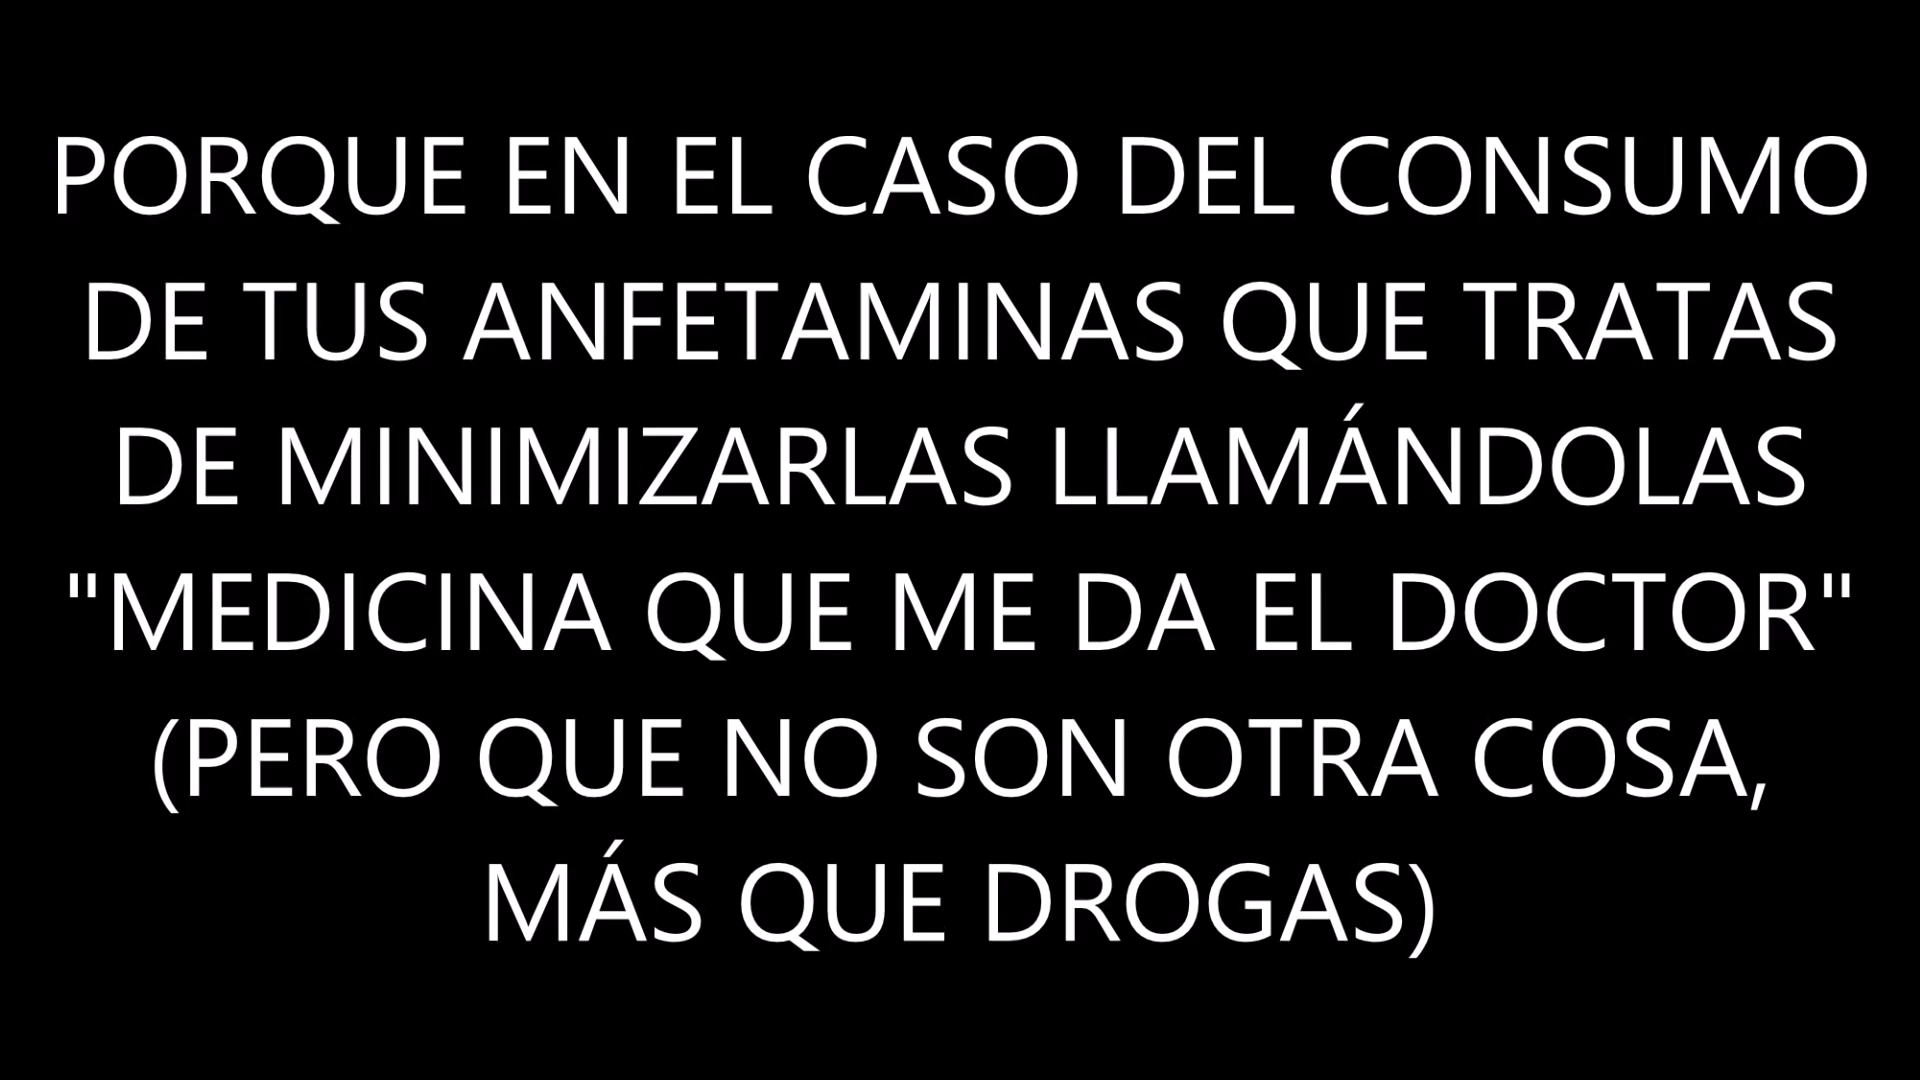 PORQUE EN EL CASO DEL CONSUMO
DE TUS ANFETAMINAS QUE TRATAS
DE MINIMIZARLAS LLAMÁNDOLAS
"MEDICINA QUE ME DA EL DOCTOR"
(PERO QUE NO SON OTRA COSA,
MÁS QUE DROGAS)